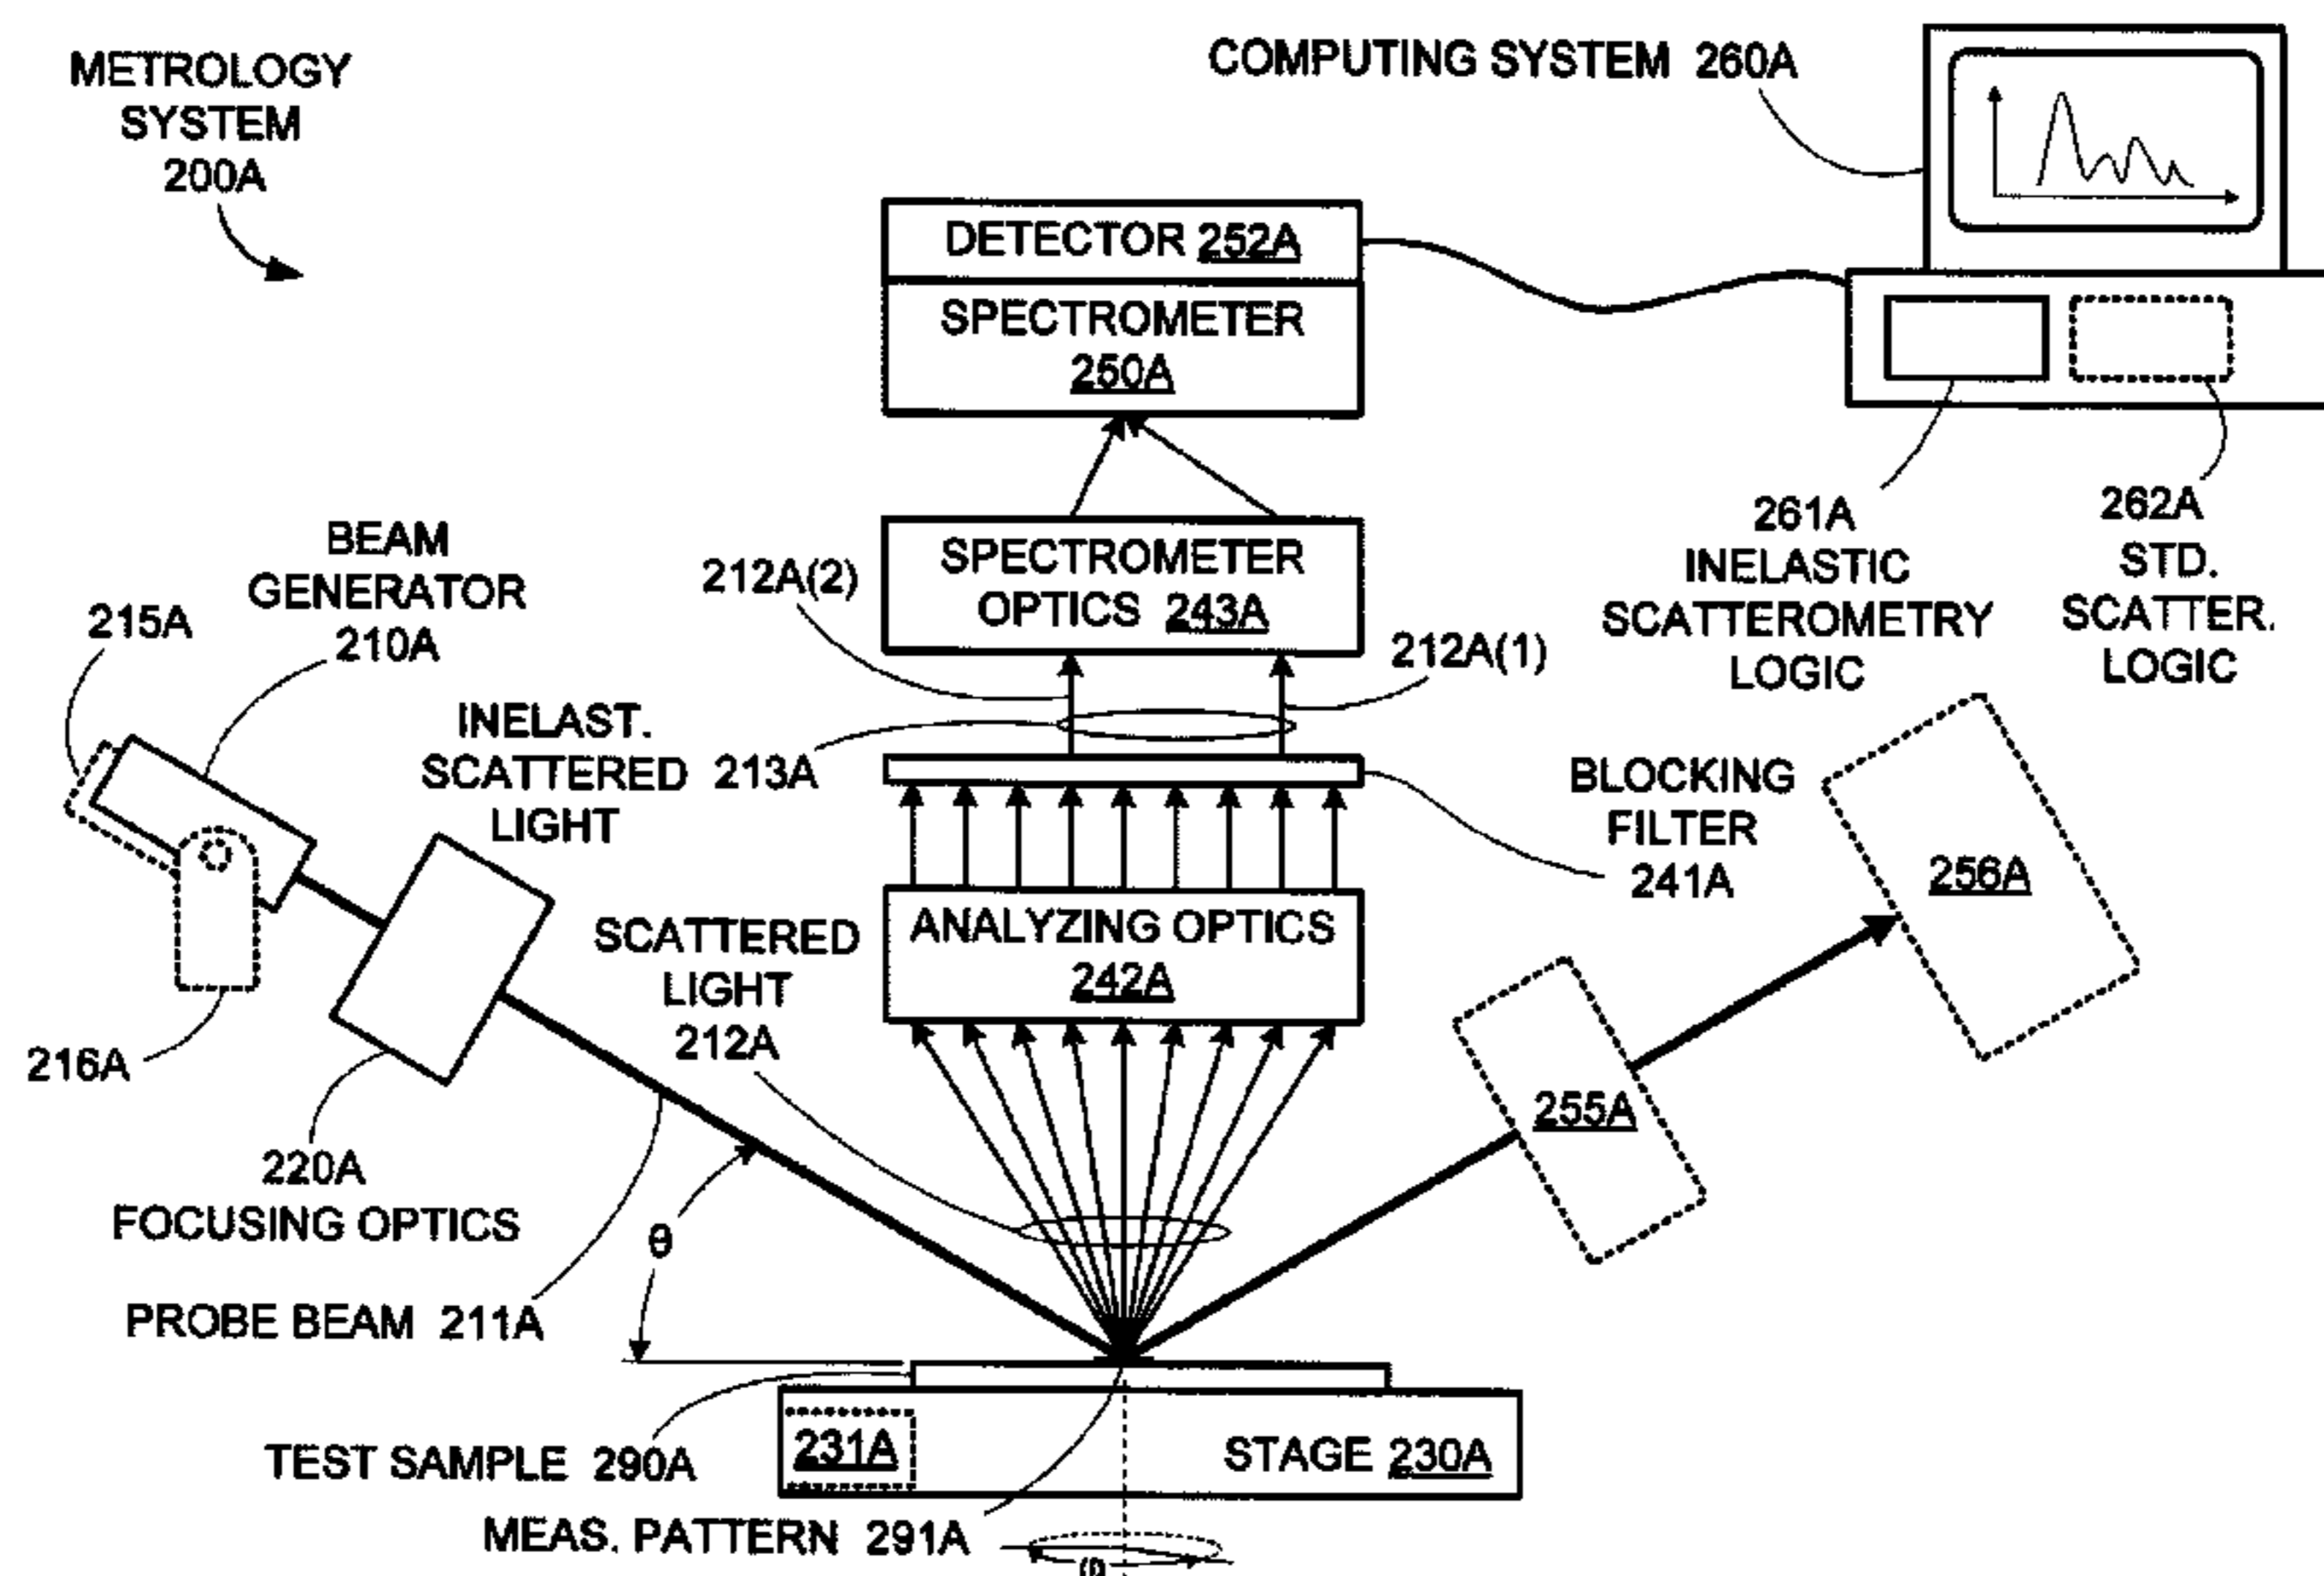 METROLOGY
SYSTEM
200A
COMPUTING SYSTEM 260A
DETECTOR 252A
SPECTROMETER
250A
261A
INELASTIC
SCATTEROMETRY
LOGIC
262A
STD.
SCATTER.
LOGIC
BEAM
GENERATOR
210A
215A
212A(2)
SPECTROMETER
OPTICS 243A
212A(1)
INELAST.
SCATTERED 213A
LIGHT
BLOCKING
FILTER
241A
256A
SCATTERED
LIGHT
212A
ANALYZING OPTICS
242A
216A
220A
FOCUSING OPTICS
255A
θ
PROBE BEAM 211A
TEST SAMPLE 290A
231A
STAGE 230A
MEAS. PATTERN 291A